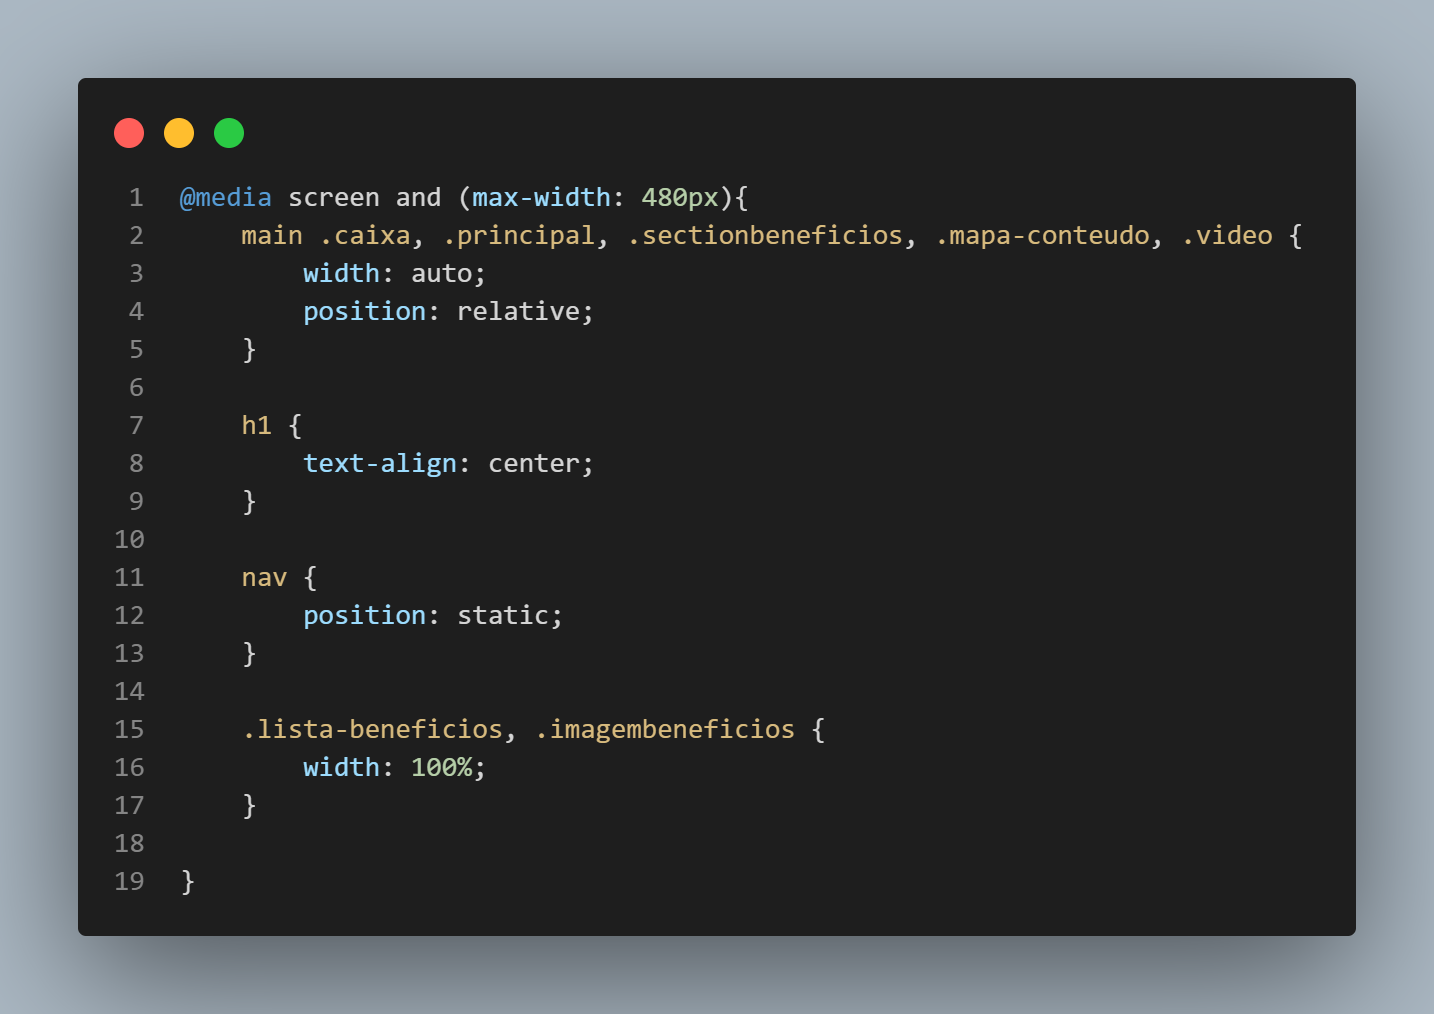 1 @media screen and (max-width: 480px){
2     main .caixa, .principal, .sectionbeneficios, .mapa-conteudo, .video {
3         width: auto;
4         position: relative;
5     }
6
7     h1 {
8         text-align: center;
9     }
10
11     nav {
12         position: static;
13     }
14
15     .lista-beneficios, .imagembeneficios {
16         width: 100%;
17     }
18
19 }